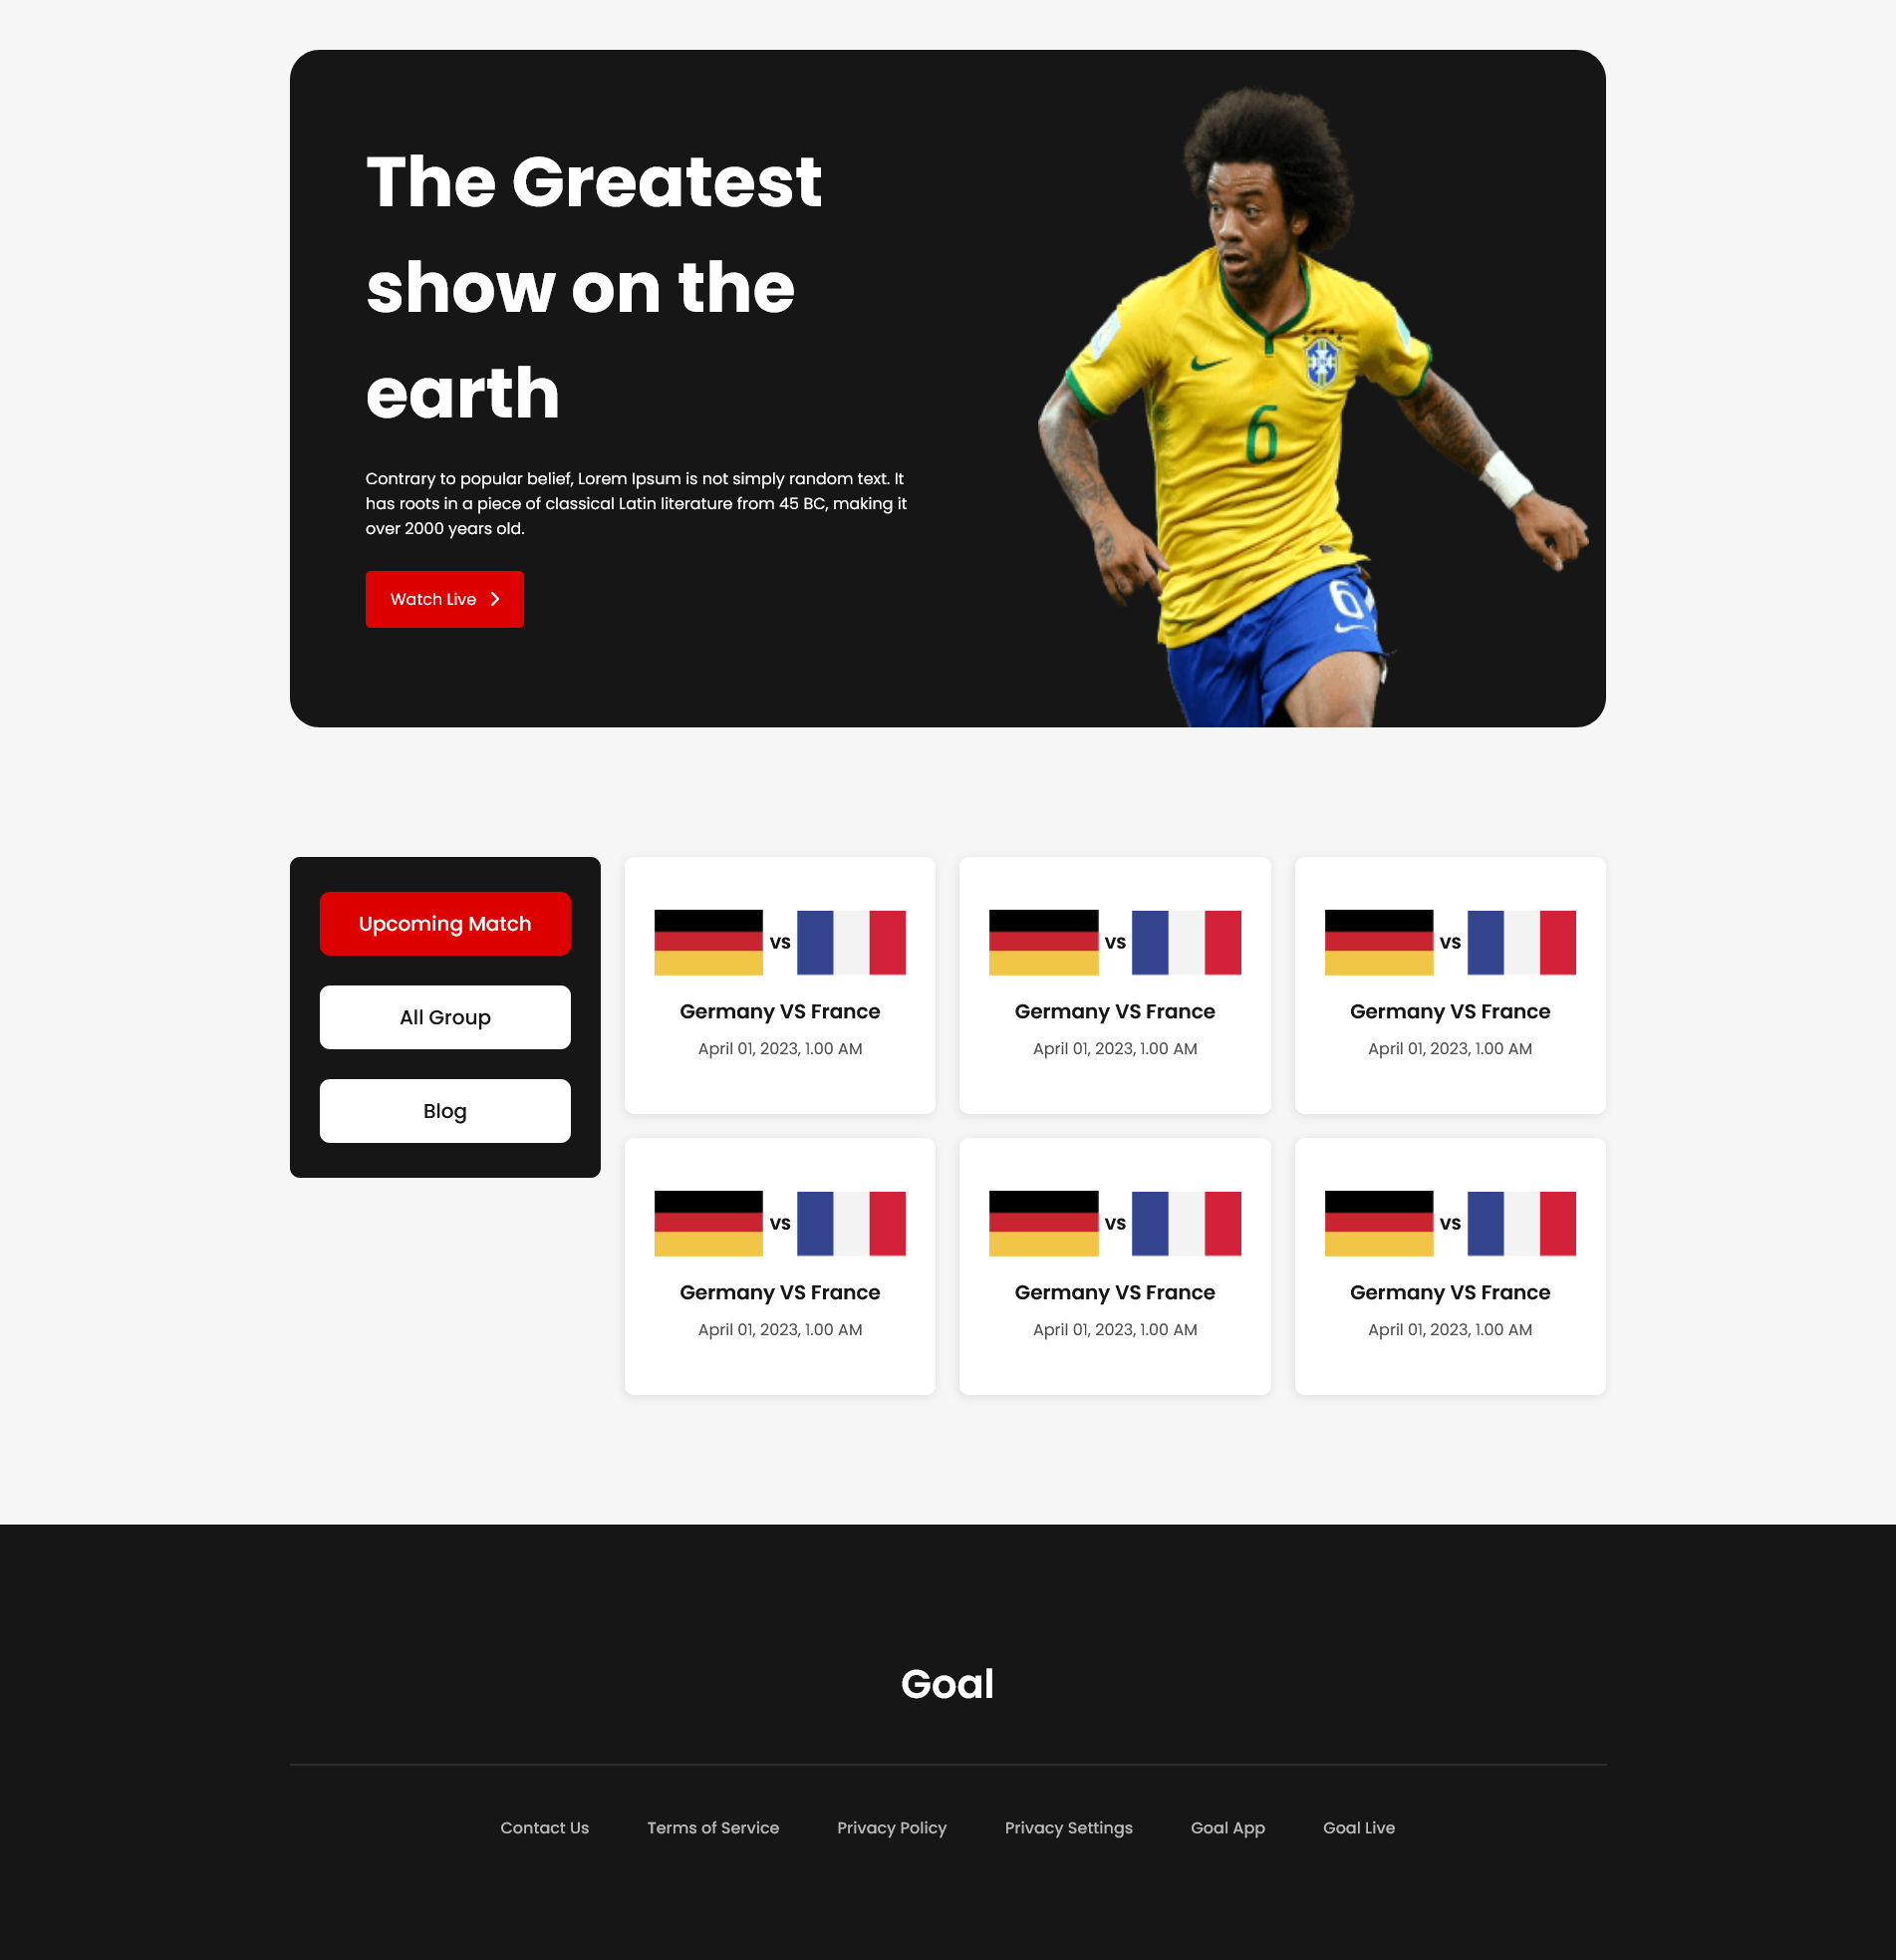 The Greatest
show on the
earth
Contrary to popular belief, Lorem Ipsum is not simply random text. It
has roots in a piece of classical Latin literature from 45 BC, making it
over 2000 years old.
Watch Live
6
6
Upcoming Match
All Group
Blog
VS
Germany VS France
April 01, 2023, 1.00 AM
VS
Germany VS France
April 01, 2023, 1.00 AM
VS
Germany VS France
April 01, 2023, 1.00 AM
VS
Germany VS France
April 01, 2023, 1.00 AM
VS
Germany VS France
April 01, 2023, 1.00 AM
VS
Germany VS France
April 01, 2023, 1.00 AM
Goal
Contact Us
Terms of Service
Privacy Policy
Privacy Settings
Goal App
Goal Live